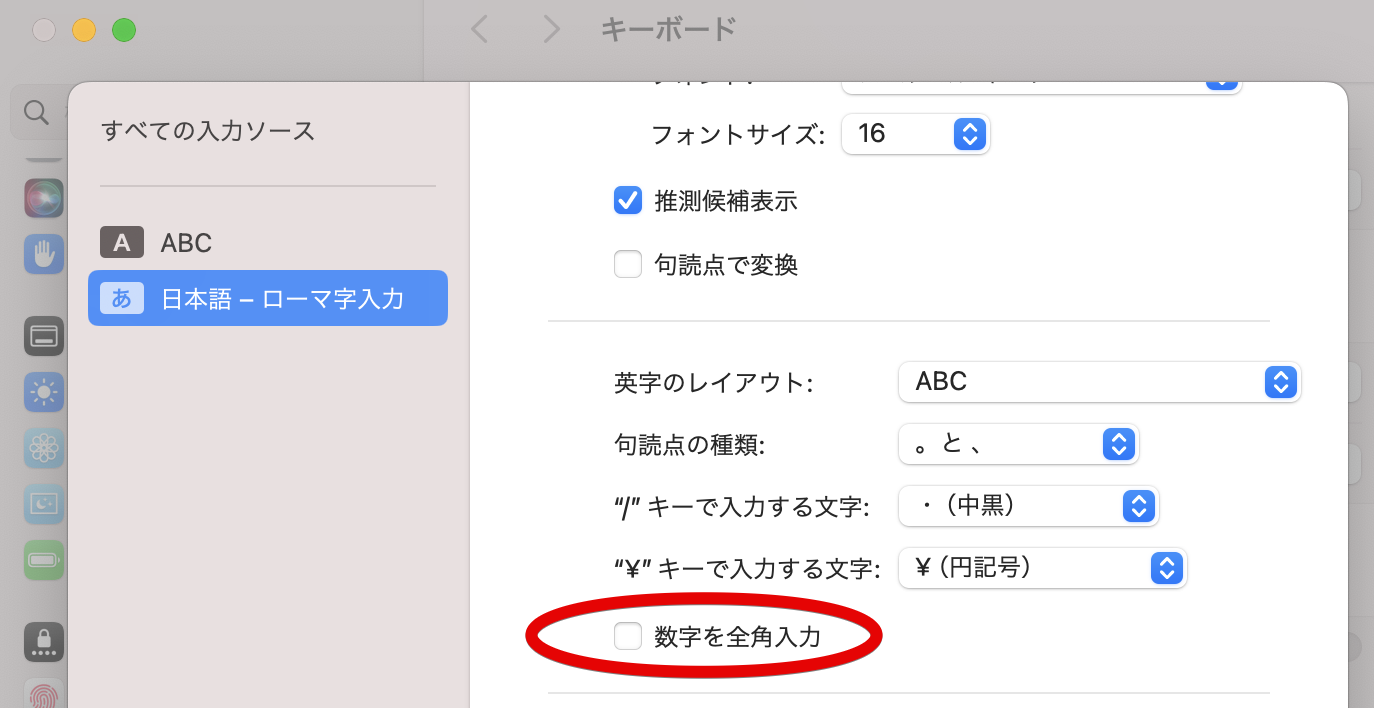 キーボード
すべての入力ソース
A ABC
あ 日本語 – ローマ字入力
フォントサイズ: 16
推測候補表示
句読点で変換
英字のレイアウト: ABC
句読点の種類: 。と 、
“/” キーで入力する文字: ・（中黒）
“¥” キーで入力する文字: ¥（円記号）
数字を全角入力